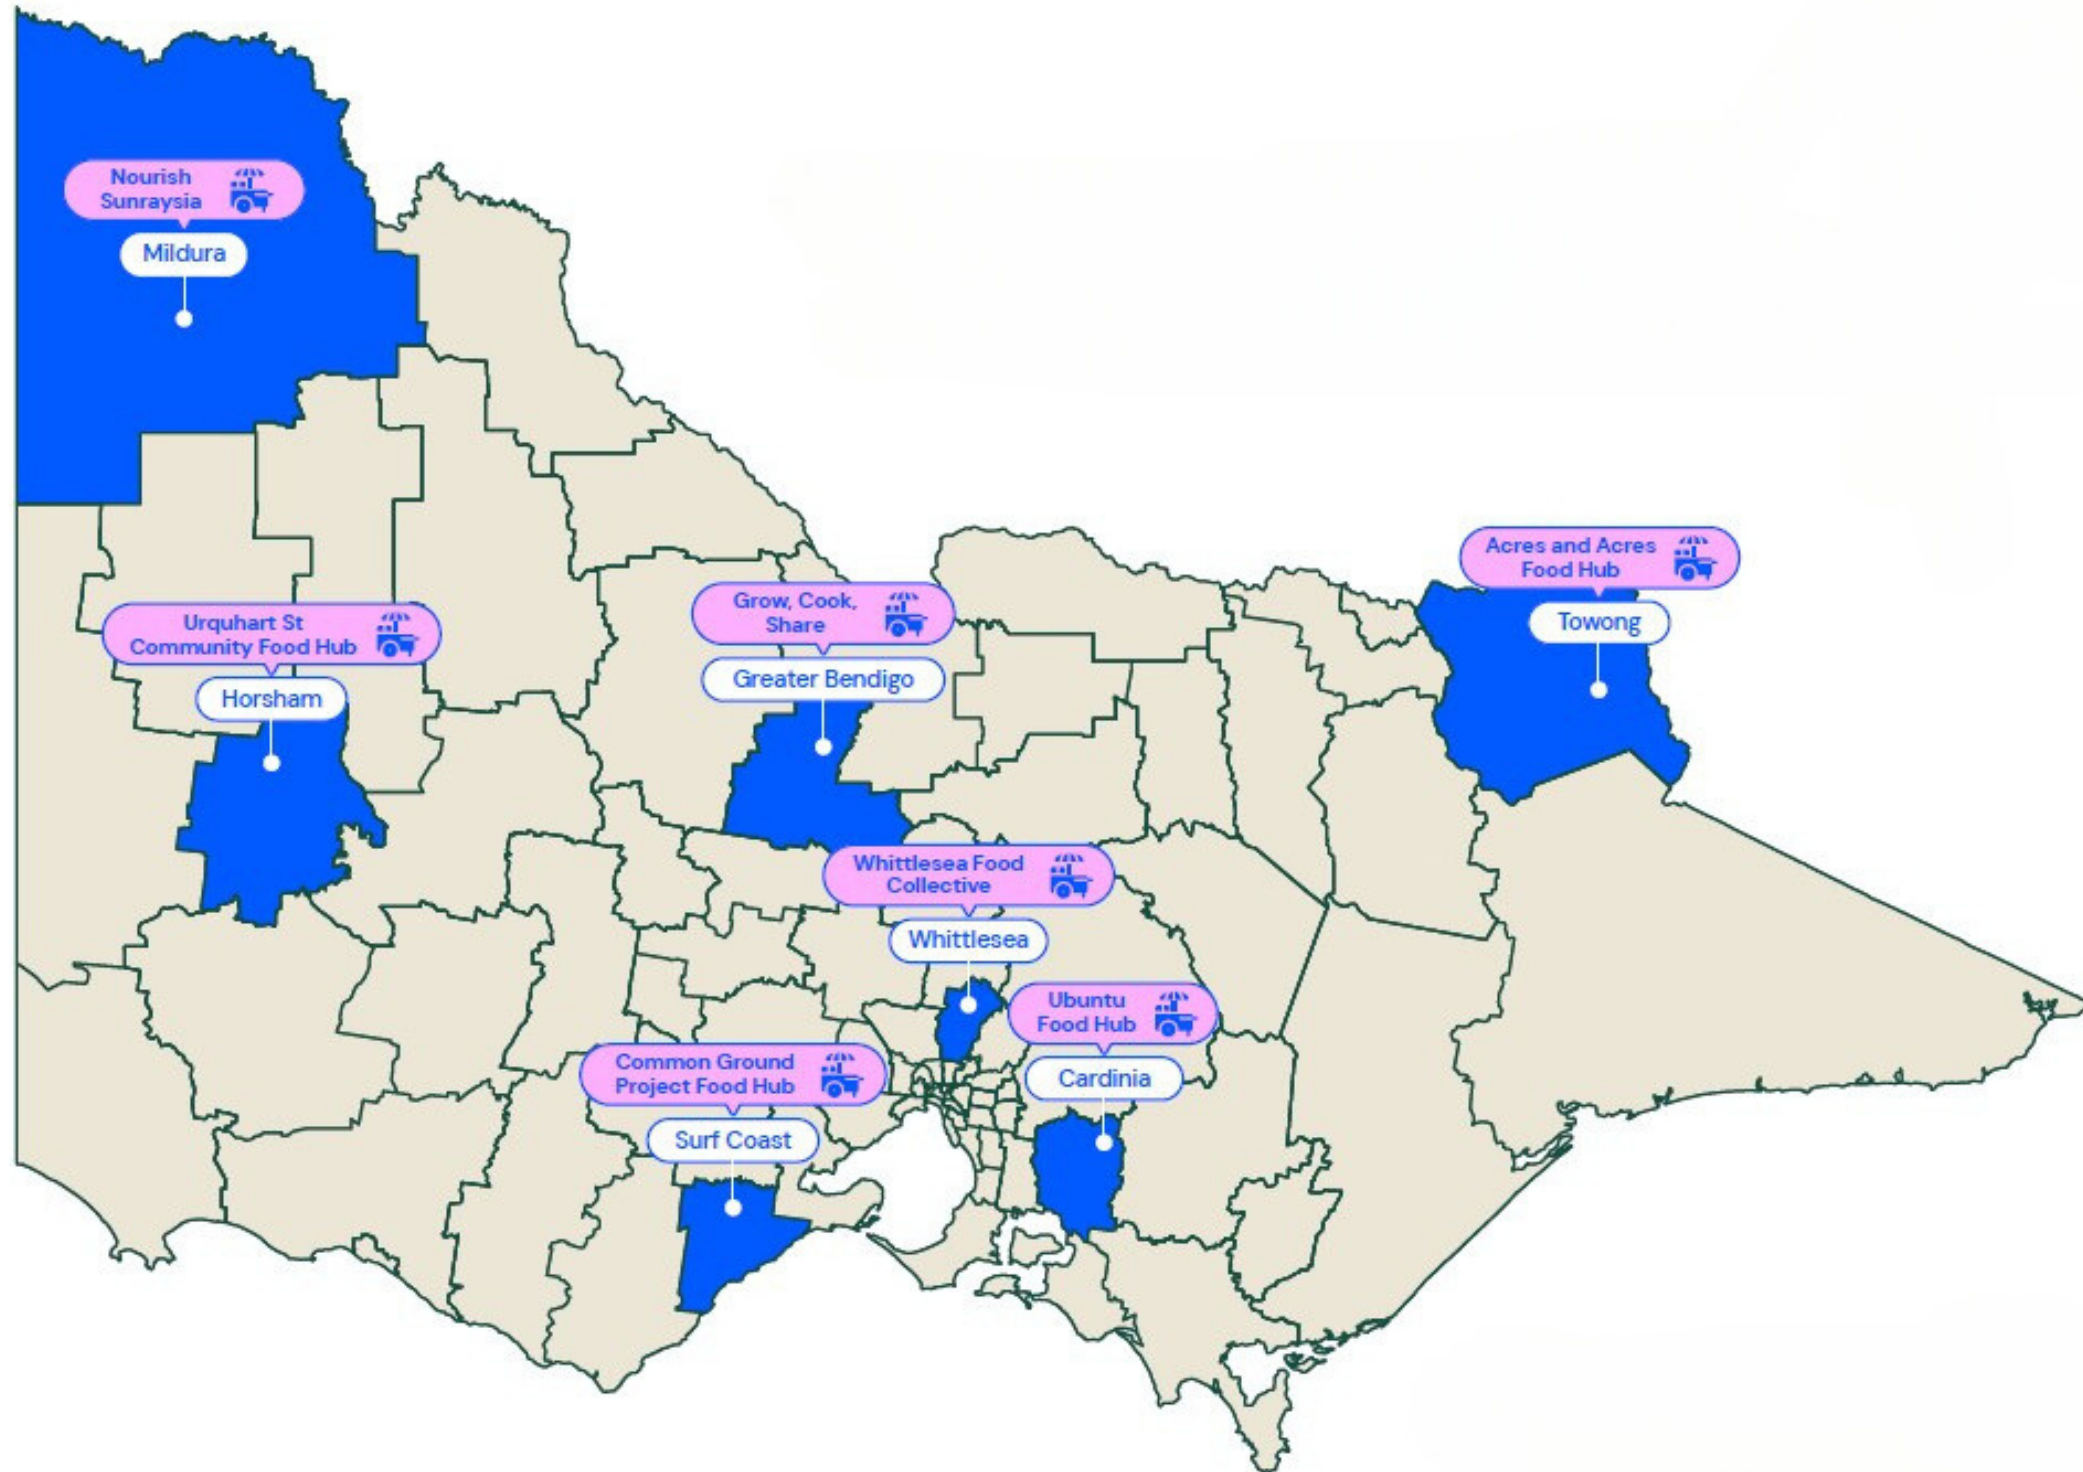 Nourish
Sunraysia
Mildura
Acres and Acres
Food Hub
Towong
Urquhart St
Community Food Hub
Horsham
Grow, Cook,
Share
Greater Bendigo
Whittlesea Food
Collective
Whittlesea
Ubuntu
Food Hub
Cardinia
Common Ground
Project Food Hub
Surf Coast